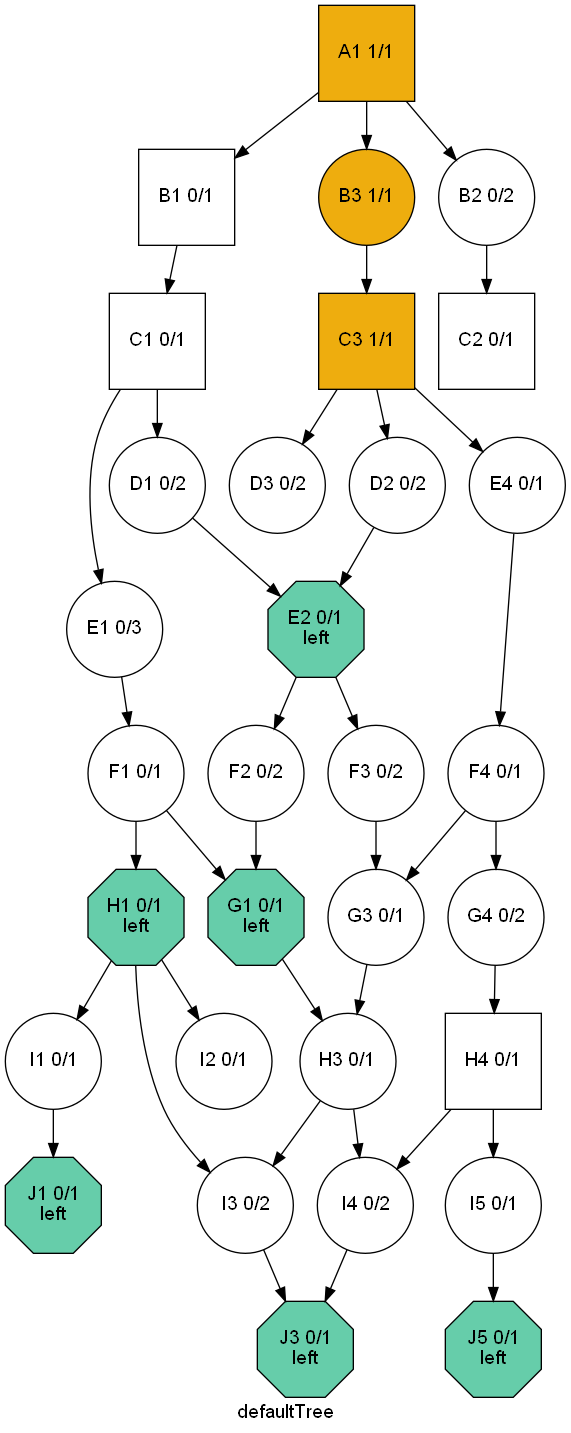 A1 1/1
B1 0/1
B3 1/1
B2 0/2
C1 0/1
C3 1/1
C2 0/1
D1 0/2
D3 0/2
D2 0/2
E4 0/1
E1 0/3
E2 0/1
left
F1 0/1
F2 0/2
F3 0/2
F4 0/1
H1 0/1
left
G1 0/1
left
G3 0/1
G4 0/2
I1 0/1
I2 0/1
H3 0/1
H4 0/1
J1 0/1
left
I3 0/2
I4 0/2
I5 0/1
J3 0/1
left
J5 0/1
left
defaultTree